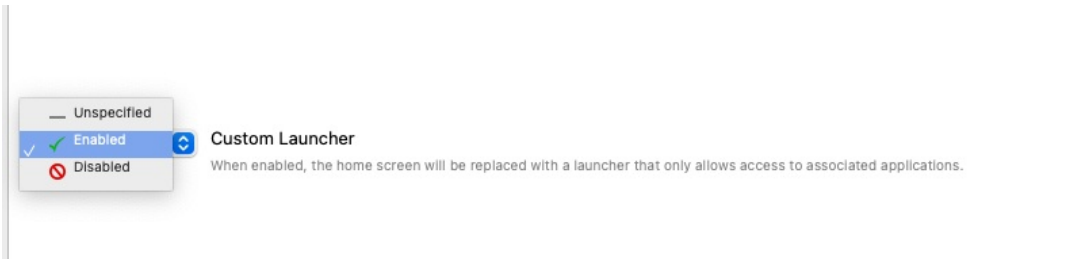 Unspecified
Enabled
Disabled
Custom Launcher
When enabled, the home screen will be replaced with a launcher that only allows access to associated applications.